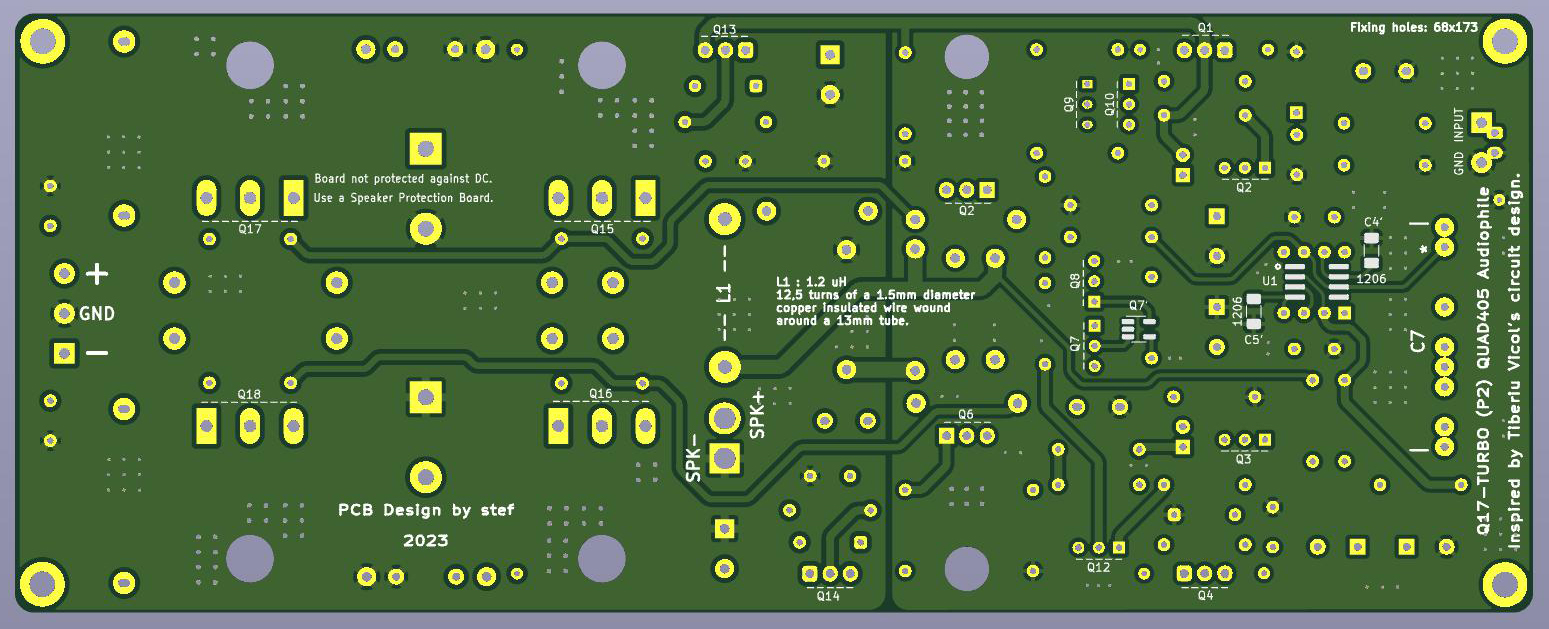 Fixing holes: 68x173
Q13
Q1
Q9
Q10
GND INPUT
Board not protected against DC.
Use a Speaker Protection Board.
Q2
Q2
Q17
Q15
C4'
*
+
GND
−
L1
L1 : 1.2 uH
12,5 turns of a 1.5mm diameter
copper insulated wire wound
around a 13mm tube.
Q8
U1
1206
1206
C5'
Q7'
Q7
C7
Q18
Q16
SPK+
SPK-
Q6
Q3
PCB Design by stef
2023
Q14
Q12
Q4
Q17-TURBO (P2) QUAD405 Audiophile
Inspired by Tiberiu Vicol's circuit design.